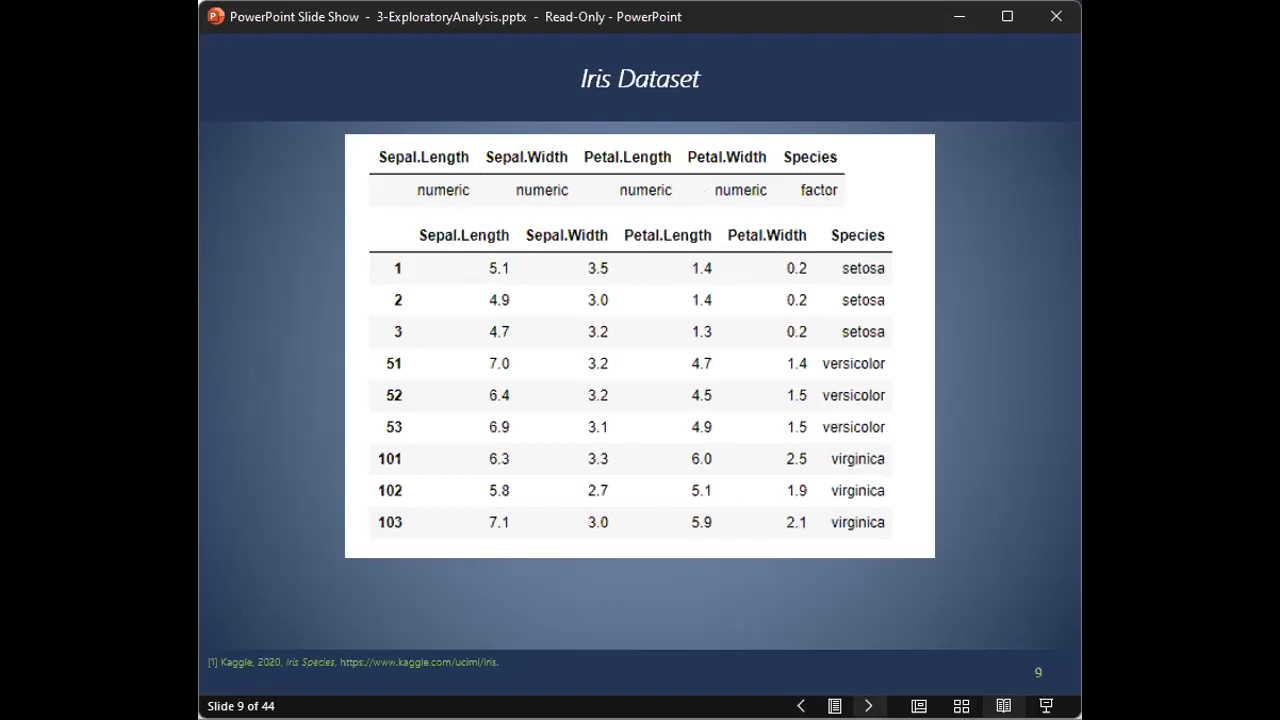 PowerPoint Slide Show - 3-ExploratoryAnalysis.pptx - Read-Only - PowerPoint
Iris Dataset
Sepal.Length Sepal.Width Petal.Length Petal.Width Species
numeric numeric numeric numeric factor
Sepal.Length Sepal.Width Petal.Length Petal.Width Species
1 5.1 3.5 1.4 0.2 setosa
2 4.9 3.0 1.4 0.2 setosa
3 4.7 3.2 1.3 0.2 setosa
51 7.0 3.2 4.7 1.4 versicolor
52 6.4 3.2 4.5 1.5 versicolor
53 6.9 3.1 4.9 1.5 versicolor
101 6.3 3.3 6.0 2.5 virginica
102 5.8 2.7 5.1 1.9 virginica
103 7.1 3.0 5.9 2.1 virginica
[1] Kaggle, 2020, Iris Species, https://www.kaggle.com/uciml/iris.
9
Slide 9 of 44